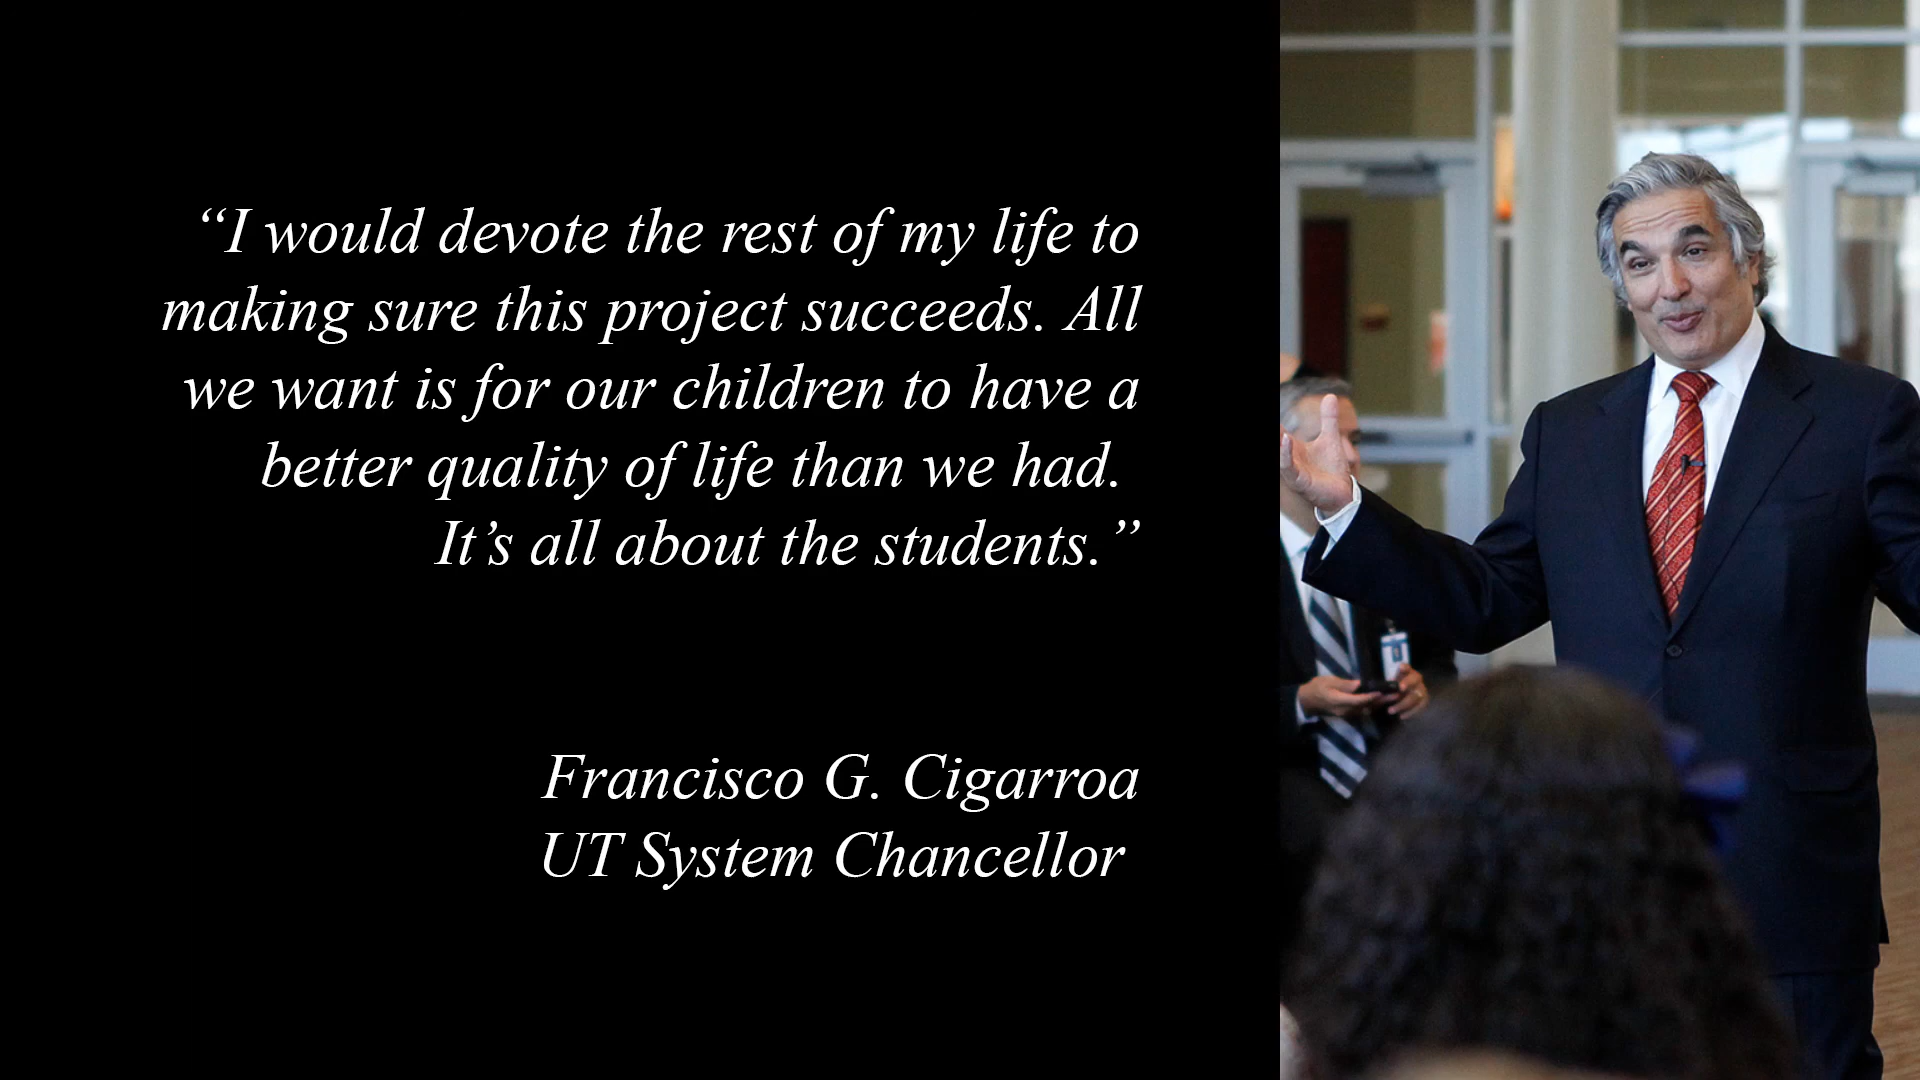 “I would devote the rest of my life to
making sure this project succeeds. All
we want is for our children to have a
better quality of life than we had.
It’s all about the students.”
Francisco G. Cigarroa
UT System Chancellor